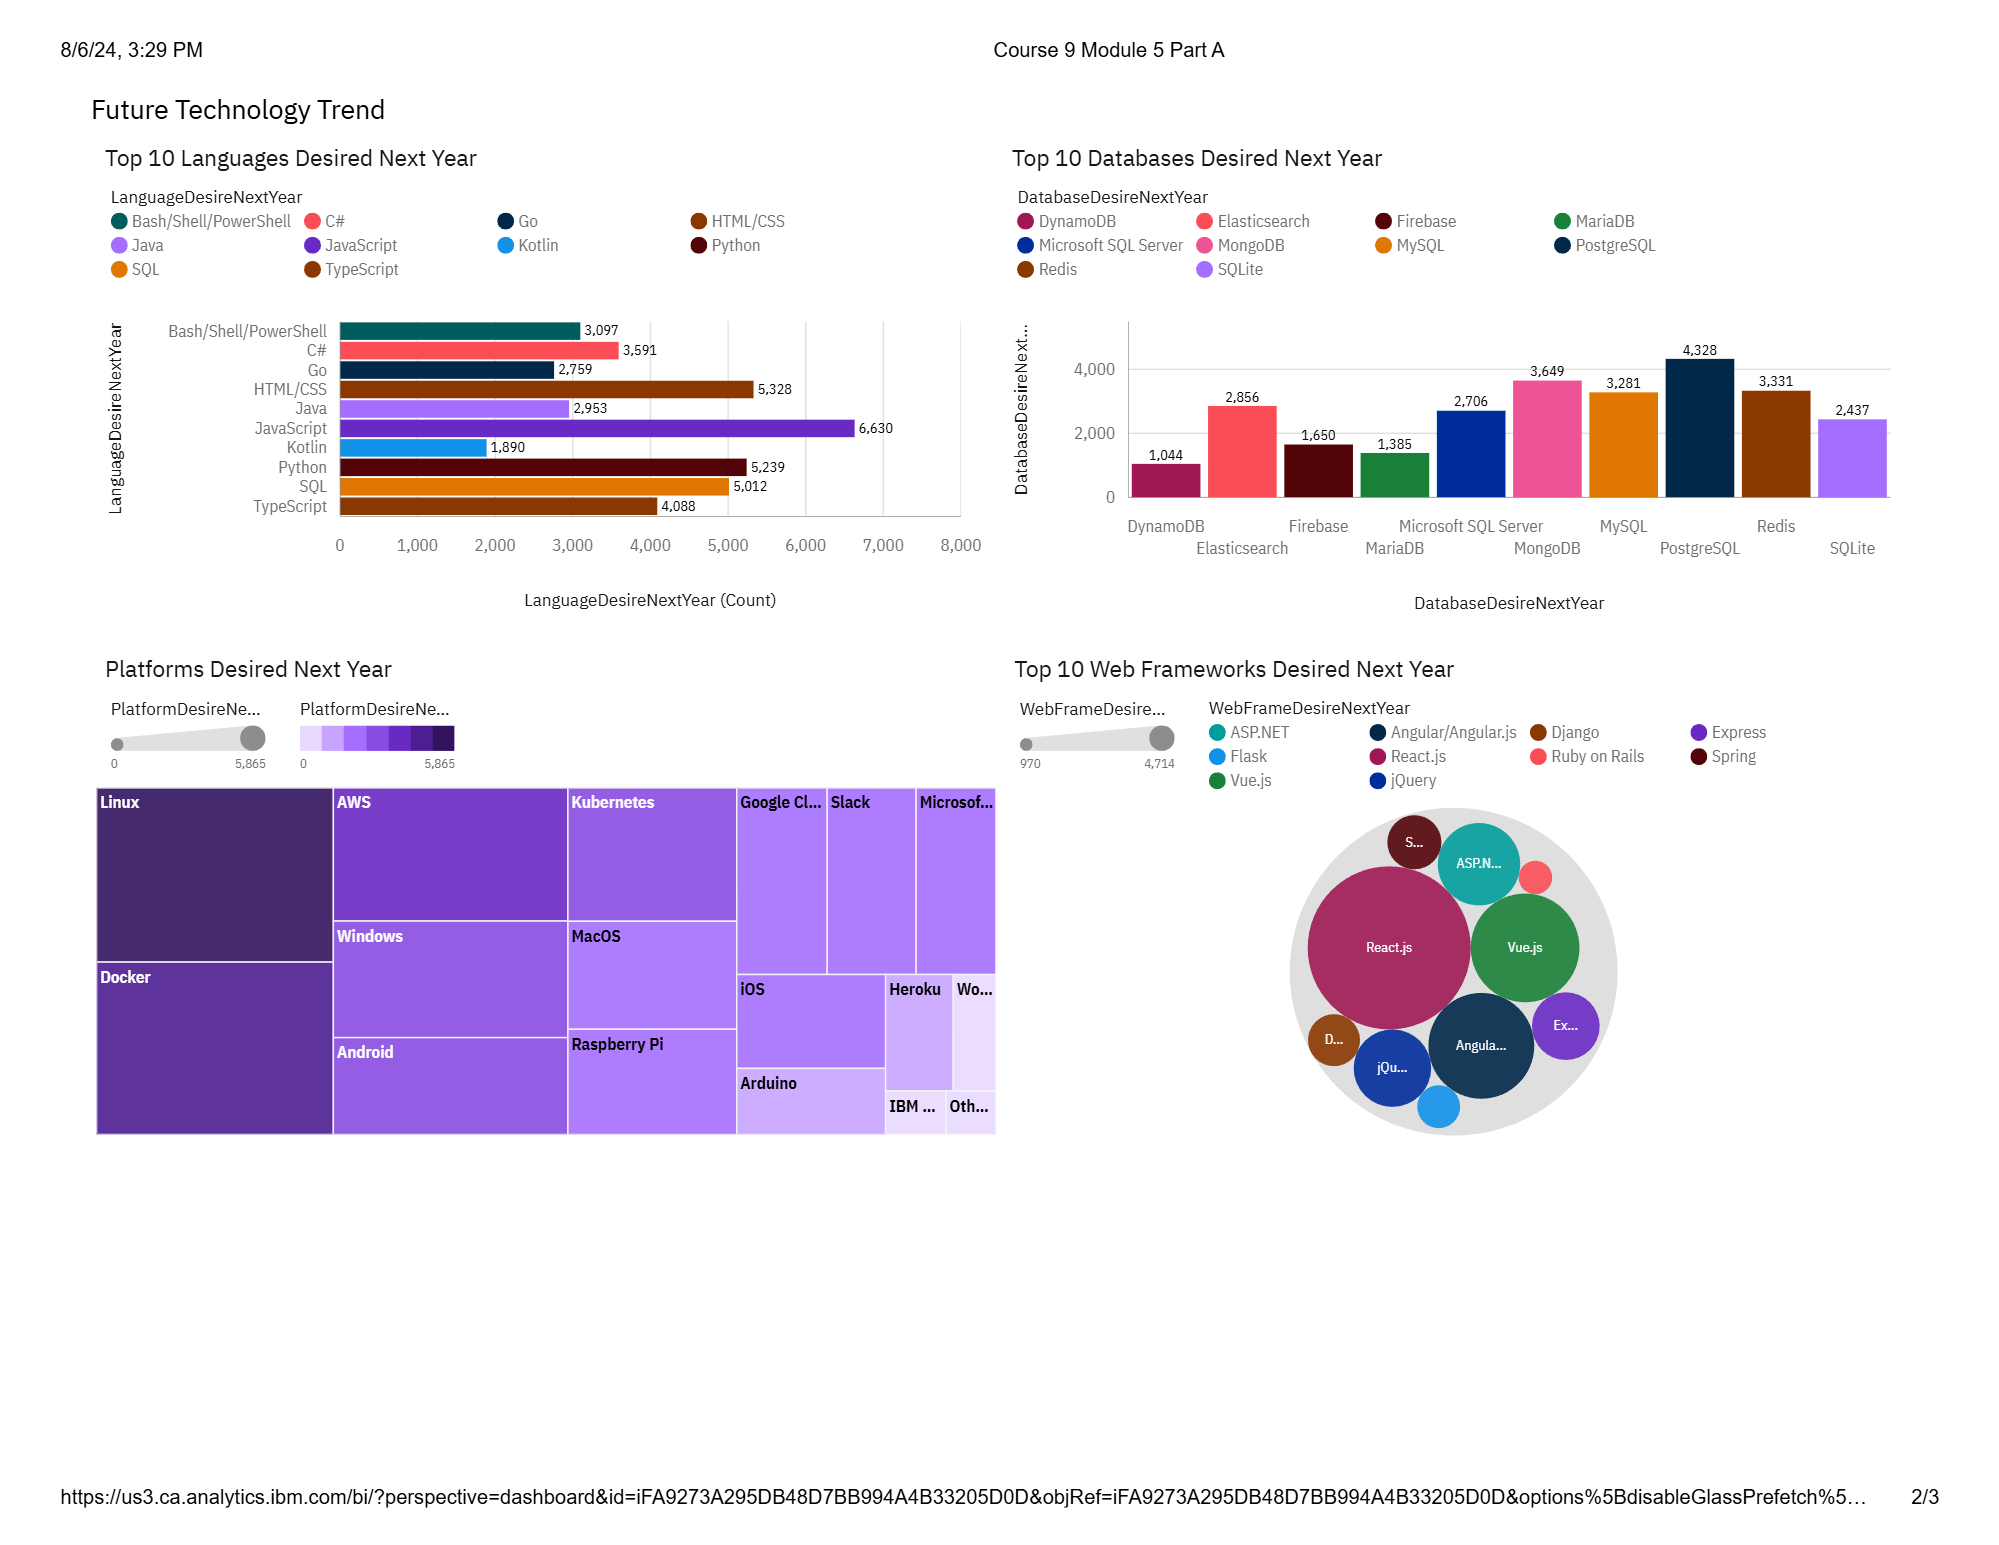 8/6/24, 3:29 PM
Course 9 Module 5 Part A
Future Technology Trend
Top 10 Languages Desired Next Year
LanguageDesireNextYear
Bash/Shell/PowerShell C# Go HTML/CSS
Java JavaScript Kotlin Python
SQL TypeScript
LanguageDesireNextYear
Bash/Shell/PowerShell 3,097
C# 3,591
Go 2,759
HTML/CSS 5,328
Java 2,953
JavaScript 6,630
Kotlin 1,890
Python 5,239
SQL 5,012
TypeScript 4,088
0 1,000 2,000 3,000 4,000 5,000 6,000 7,000 8,000
LanguageDesireNextYear (Count)
Top 10 Databases Desired Next Year
DatabaseDesireNextYear
DynamoDB Elasticsearch Firebase MariaDB
Microsoft SQL Server MongoDB MySQL PostgreSQL
Redis SQLite
DatabaseDesireNext...
4,000
2,000
0
1,044 2,856 1,650 1,385 2,706 3,649 3,281 4,328 3,331 2,437
DynamoDB Firebase Microsoft SQL Server MySQL Redis
Elasticsearch MariaDB MongoDB PostgreSQL SQLite
DatabaseDesireNextYear
Platforms Desired Next Year
PlatformDesireNe... PlatformDesireNe...
0 5,865 0 5,865
Linux AWS Kubernetes Google Cl... Slack Microsof...
Windows MacOS
Docker iOS Heroku Wo...
Android Raspberry Pi
Arduino IBM ... Oth...
Top 10 Web Frameworks Desired Next Year
WebFrameDesire...
970 4,714
WebFrameDesireNextYear
ASP.NET Angular/Angular.js Django Express
Flask React.js Ruby on Rails Spring
Vue.js jQuery
S...
ASP.N...
React.js
Vue.js
Ex...
D...
Angula...
jQu...
https://us3.ca.analytics.ibm.com/bi/?perspective=dashboard&id=iFA9273A295DB48D7BB994A4B33205D0D&objRef=iFA9273A295DB48D7BB994A4B33205D0D&options%5BdisableGlassPrefetch%5...
2/3